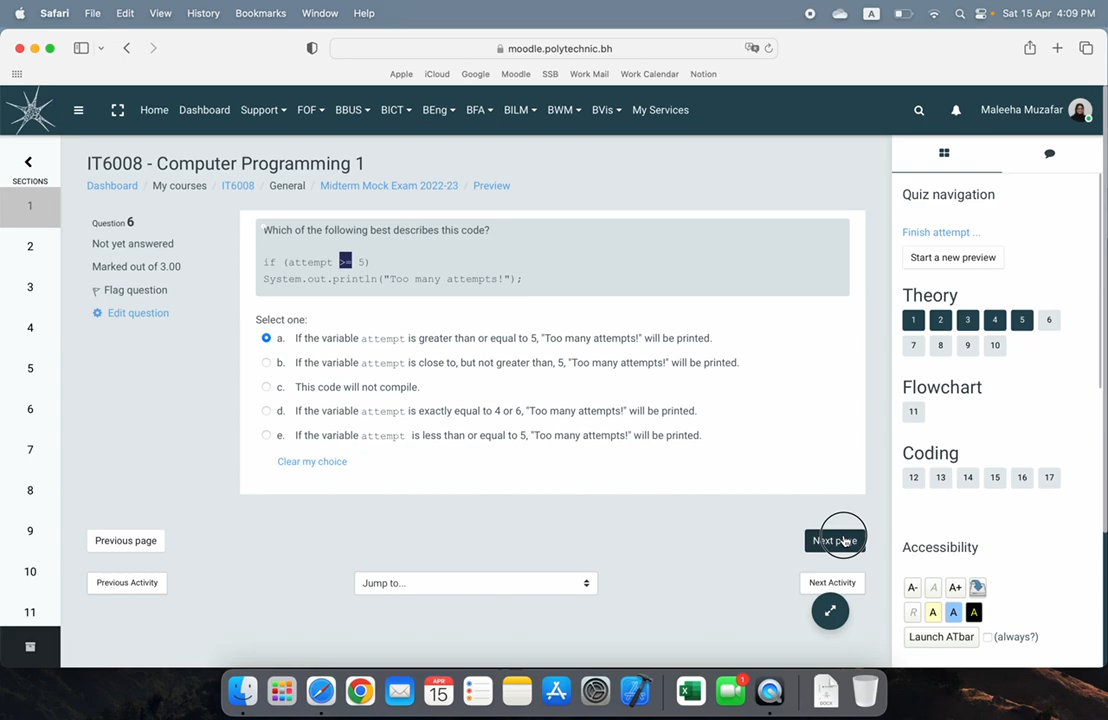 Safari File Edit View History Bookmarks Window Help A Sat 15 Apr 4:09 PM
moodle.polytechnic.bh
Apple iCloud Google Moodle SSB Work Mail Work Calendar Notion
Home Dashboard Support FOF BBUS BICT BEng BFA BILM BWM BVis My Services Maleeha Muzafar
SECTIONS
1
2
3
4
5
6
7
8
9
10
11
IT6008 - Computer Programming 1
Dashboard / My courses / IT6008 / General / Midterm Mock Exam 2022-23 / Preview
Question 6
Not yet answered
Marked out of 3.00
Flag question
Edit question
Which of the following best describes this code?
if (attempt >= 5)
System.out.println("Too many attempts!");
Select one:
a. If the variable attempt is greater than or equal to 5, "Too many attempts!" will be printed.
b. If the variable attempt is close to, but not greater than, 5, "Too many attempts!" will be printed.
c. This code will not compile.
d. If the variable attempt is exactly equal to 4 or 6, "Too many attempts!" will be printed.
e. If the variable attempt is less than or equal to 5, "Too many attempts!" will be printed.
Clear my choice
Previous page Next page
Previous Activity Jump to... Next Activity
Quiz navigation
Finish attempt ...
Start a new preview
Theory
1 2 3 4 5 6
7 8 9 10
Flowchart
11
Coding
12 13 14 15 16 17
Accessibility
A- A A+
R A A A
Launch ATbar (always?)
APR
15
1
DOCX